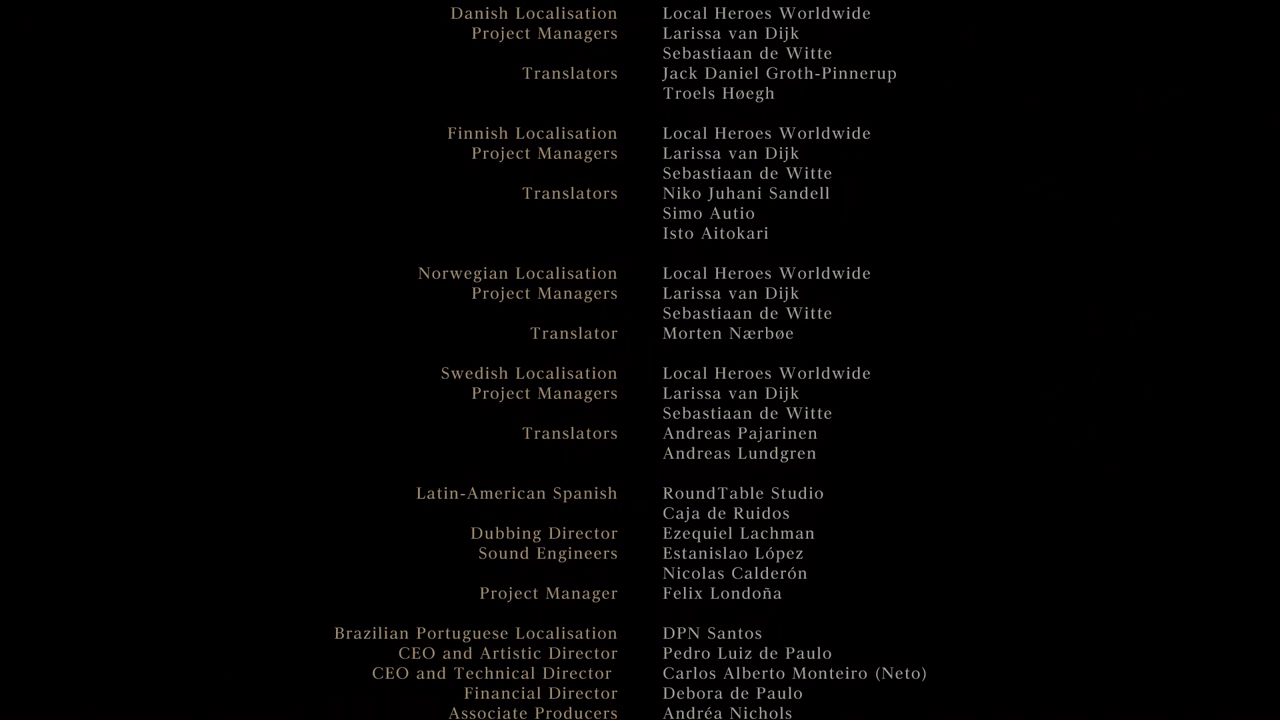 Danish Localisation Local Heroes Worldwide
Project Managers Larissa van Dijk
Sebastiaan de Witte
Translators Jack Daniel Groth-Pinnerup
Troels Høegh
Finnish Localisation Local Heroes Worldwide
Project Managers Larissa van Dijk
Sebastiaan de Witte
Translators Niko Juhani Sandell
Simo Autio
Isto Aitokari
Norwegian Localisation Local Heroes Worldwide
Project Managers Larissa van Dijk
Sebastiaan de Witte
Translator Morten Nærbøe
Swedish Localisation Local Heroes Worldwide
Project Managers Larissa van Dijk
Sebastiaan de Witte
Translators Andreas Pajarinen
Andreas Lundgren
Latin-American Spanish RoundTable Studio
Caja de Ruidos
Dubbing Director Ezequiel Lachman
Sound Engineers Estanislao López
Nicolas Calderón
Project Manager Felix Londoña
Brazilian Portuguese Localisation DPN Santos
CEO and Artistic Director Pedro Luiz de Paulo
CEO and Technical Director Carlos Alberto Monteiro (Neto)
Financial Director Debora de Paulo
Associate Producers Andréa Nichols